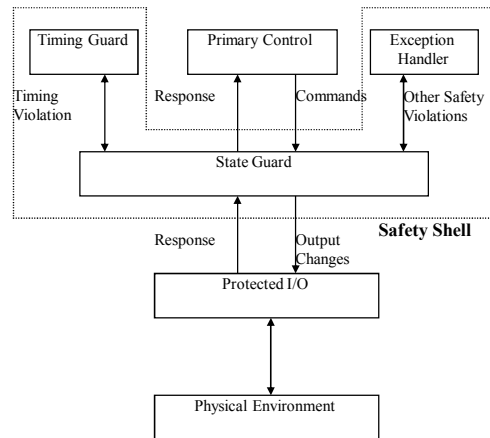 Timing Guard
Primary Control
Exception
Handler
Timing
Violation
Response
Commands
Other Safety
Violations
State Guard
Safety Shell
Response
Output
Changes
Protected I/O
Physical Environment